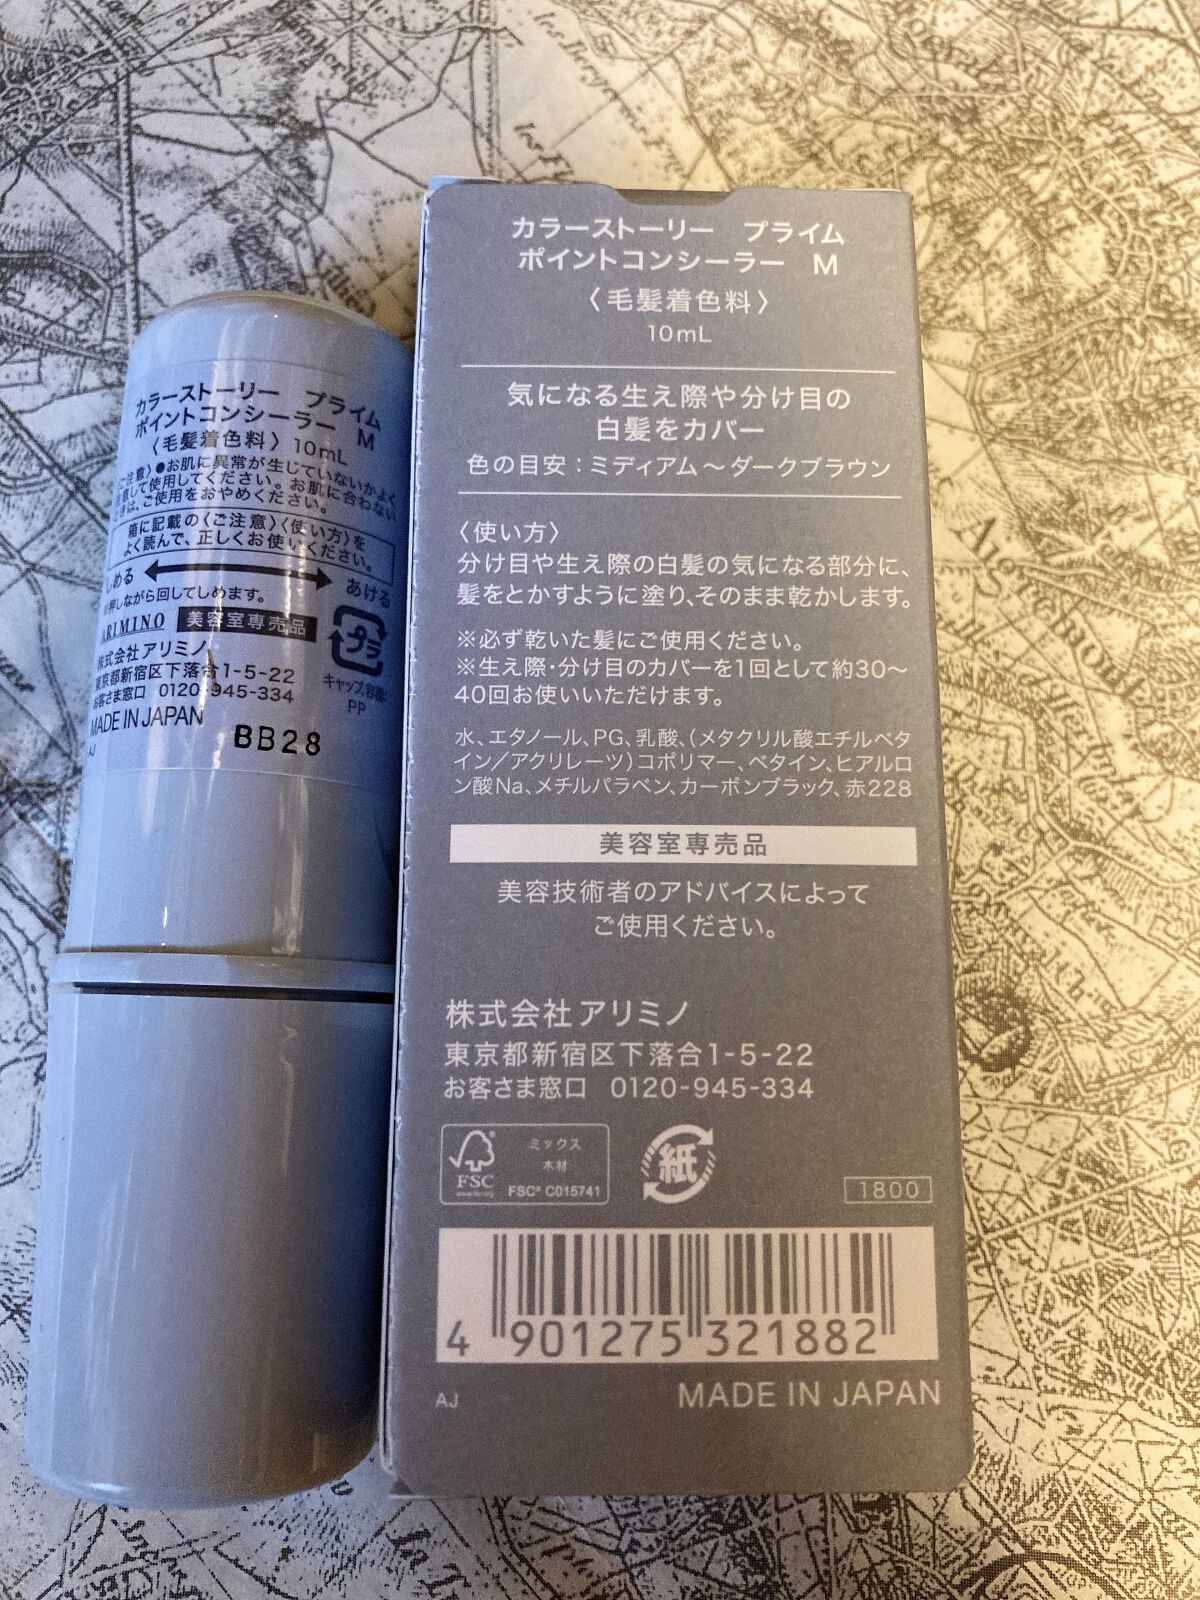 カラーストーリー　プライム
ポイントコンシーラー　M
〈毛髪着色料〉
10mL
気になる生え際や分け目の
白髪をカバー
色の目安：ミディアム～ダークブラウン
〈使い方〉
分け目や生え際の白髪の気になる部分に、
髪をとかすように塗り、そのまま乾かします。
※必ず乾いた髪にご使用ください。
※生え際・分け目のカバーを1回として約30～
40回お使いいただけます。
水、エタノール、PG、乳酸、(メタクリル酸エチルベタ
イン／アクリレーツ)コポリマー、ベタイン、ヒアルロ
ン酸Na、メチルパラベン、カーボンブラック、赤228
美容室専売品
美容技術者のアドバイスによって
ご使用ください。
株式会社 アリミノ
東京都新宿区下落合1-5-22
お客さま窓口　0120-945-334
FSC
ミックス
木材
FSC® C015741
紙
1800
4 901275 321882
AJ
MADE IN JAPAN
カラーストーリー　プライム
ポイントコンシーラー　M
〈毛髪着色料〉 10mL
ご注意〉●お肌に異常が生じていないかよく
注意して使用してください。お肌に合わない
ときは、ご使用をおやめください。
箱に記載の〈ご注意〉〈使い方〉を
よく読んで、正しくお使いください。
しめる
あける
押しながら回してしめます。
ARIMINO
美容室専売品
プラ
株式会社 アリミノ
東京都新宿区下落合1-5-22
お客さま窓口　0120-945-334
キャップ、容器:
PP
MADE IN JAPAN
AJ
BB28